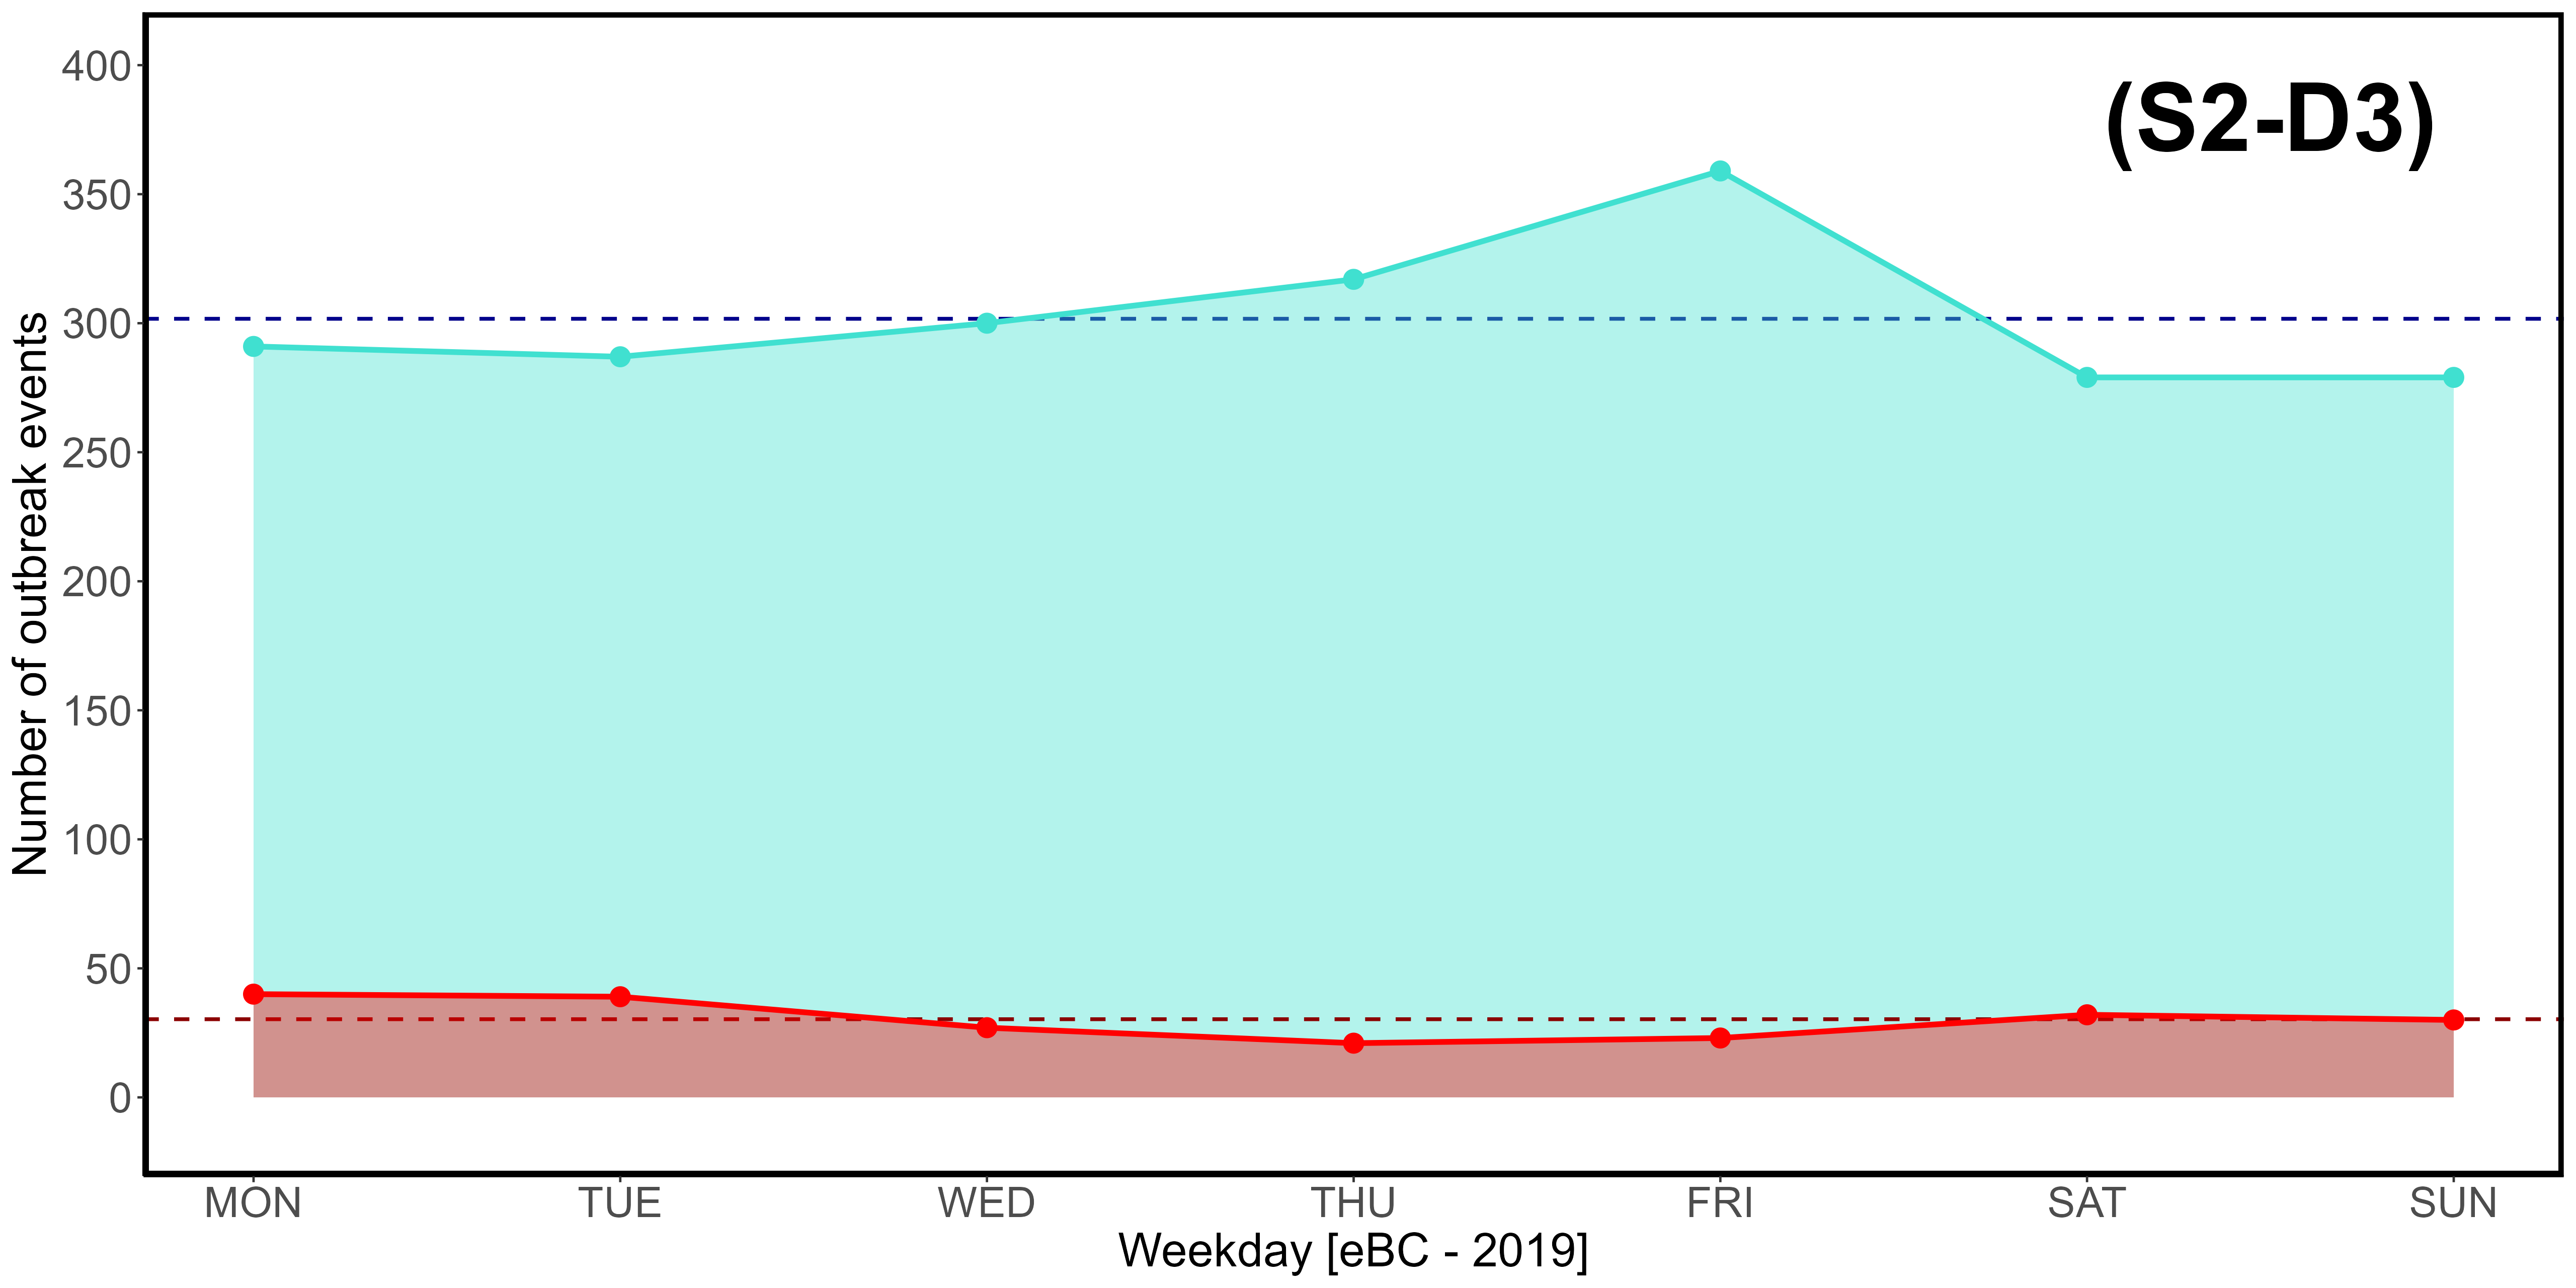 (S2-D3)
Number of outbreak events
400
350
300
250
200
150
100
50
0
MON TUE WED THU FRI SAT SUN
Weekday [eBC - 2019]